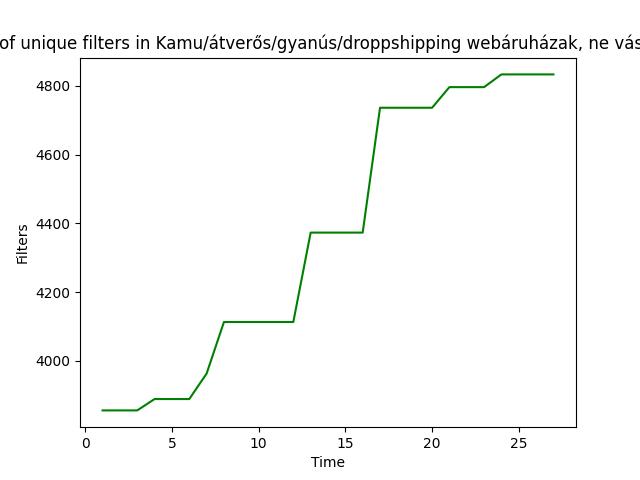 of unique filters in Kamu/átverős/gyanús/droppshipping webáruházak, ne vás
4800
4600
4400
4200
4000
Filters
0 5 10 15 20 25
Time